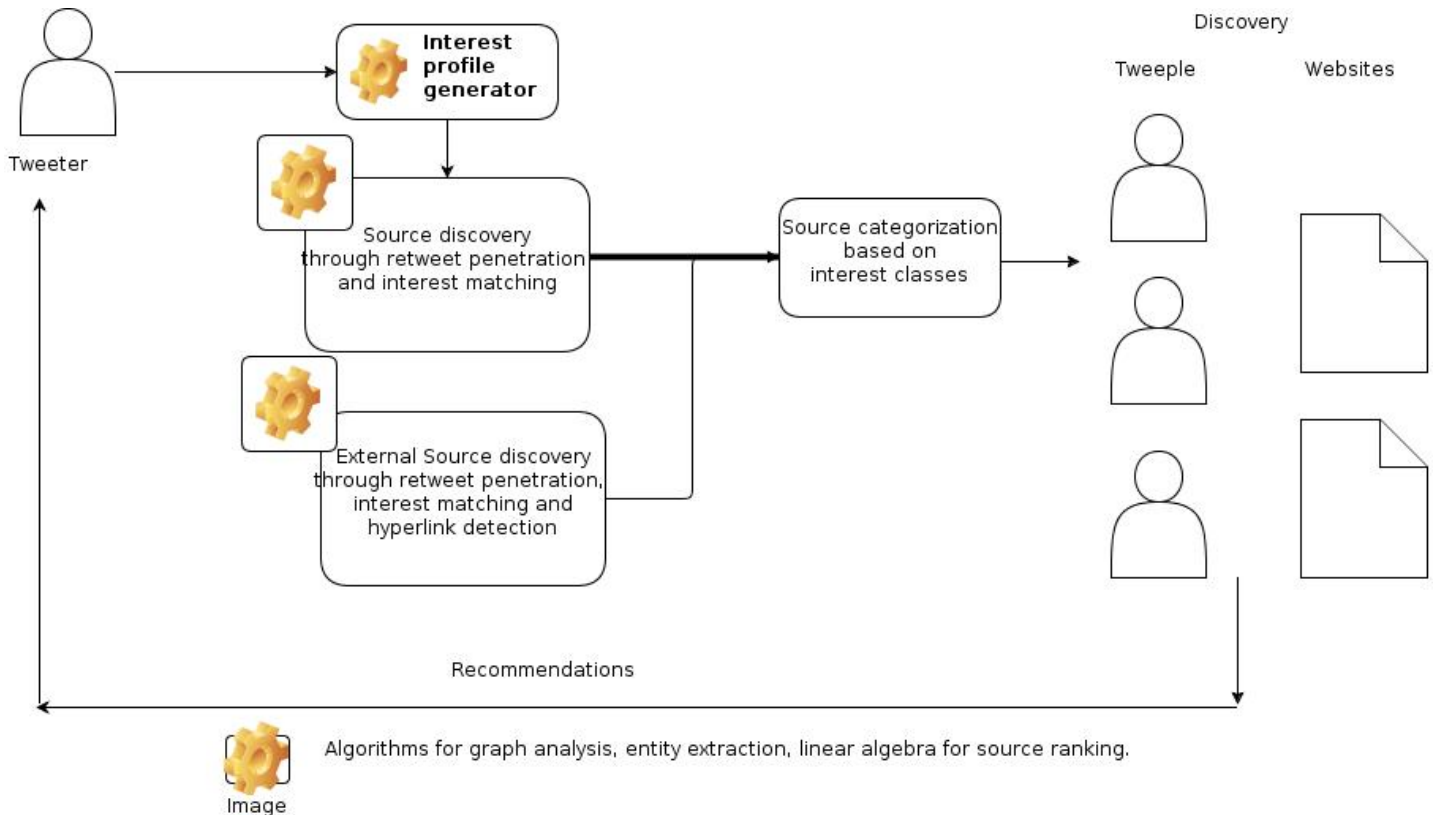 Discovery
Tweeple
Websites
Interest
profile
generator
Tweeter
Source discovery
through retweet penetration
and interest matching
Source categorization
based on
interest classes
External Source discovery
through retweet penetration,
interest matching and
hyperlink detection
Recommendations
Algorithms for graph analysis, entity extraction, linear algebra for source ranking.
Image